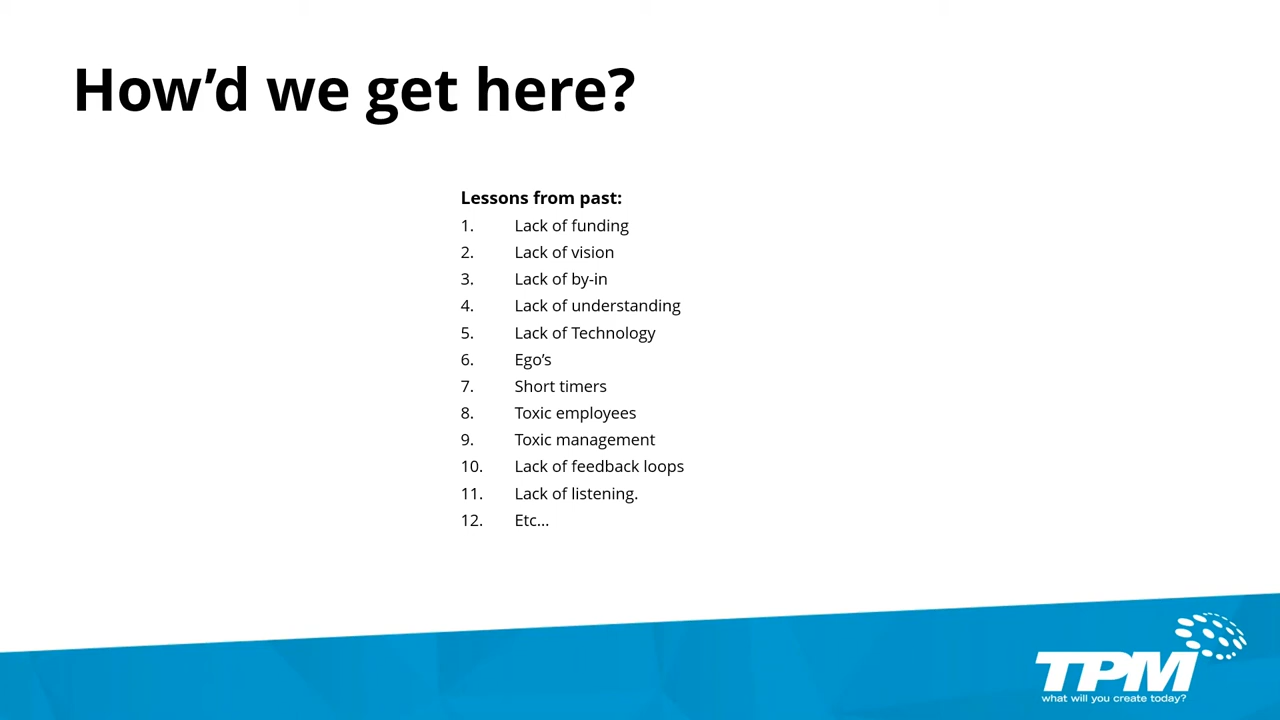 How’d we get here?
Lessons from past:
1. Lack of funding
2. Lack of vision
3. Lack of by-in
4. Lack of understanding
5. Lack of Technology
6. Ego’s
7. Short timers
8. Toxic employees
9. Toxic management
10. Lack of feedback loops
11. Lack of listening.
12. Etc...
TPM
what will you create today?